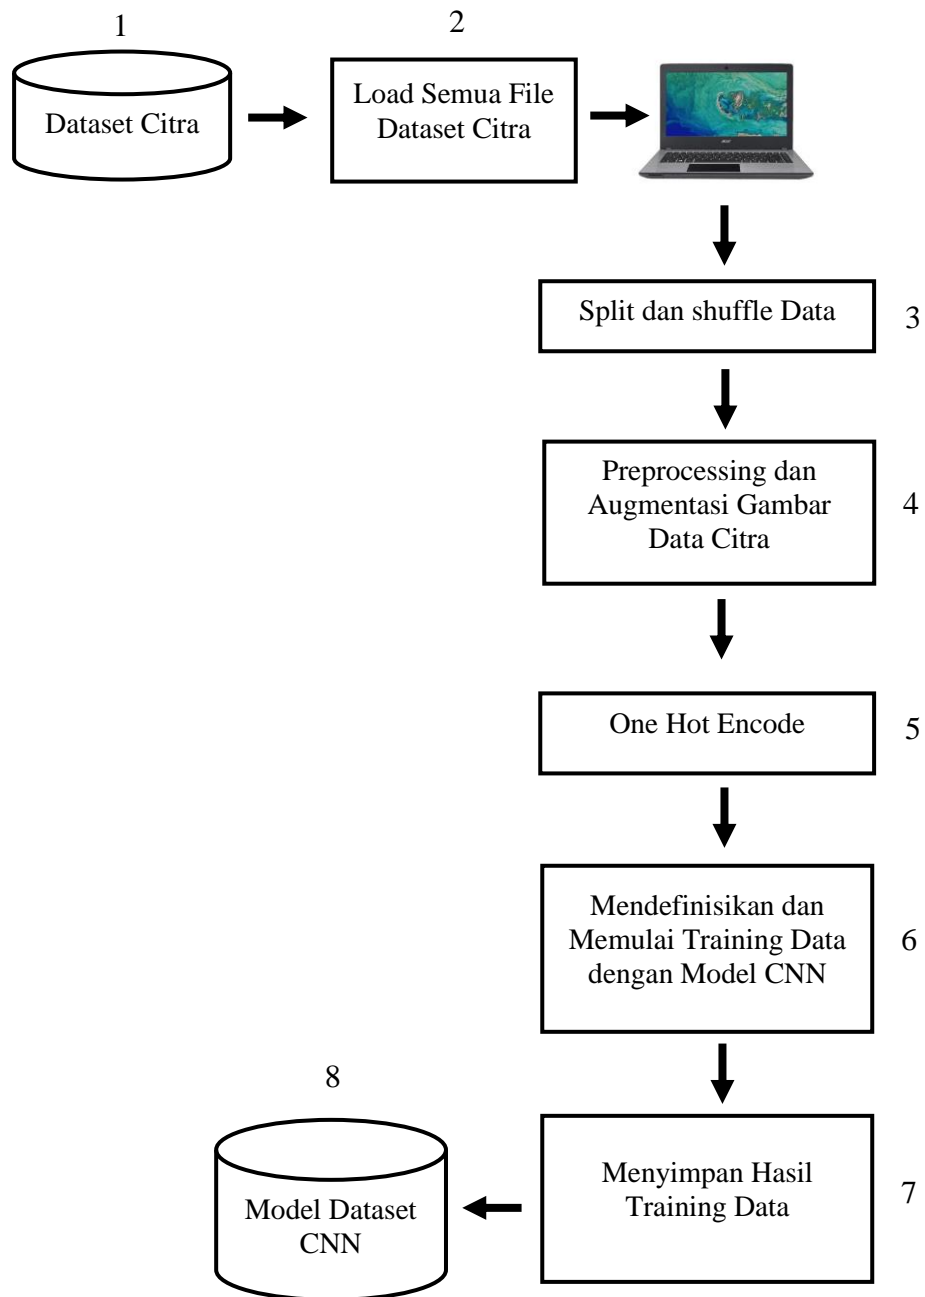 1
2
Dataset Citra
Load Semua File
Dataset Citra
Split dan shuffle Data
3
Preprocessing dan
Augmentasi Gambar
Data Citra
4
One Hot Encode
5
Mendefinisikan dan
Memulai Training Data
dengan Model CNN
6
Menyimpan Hasil
Training Data
7
8
Model Dataset
CNN